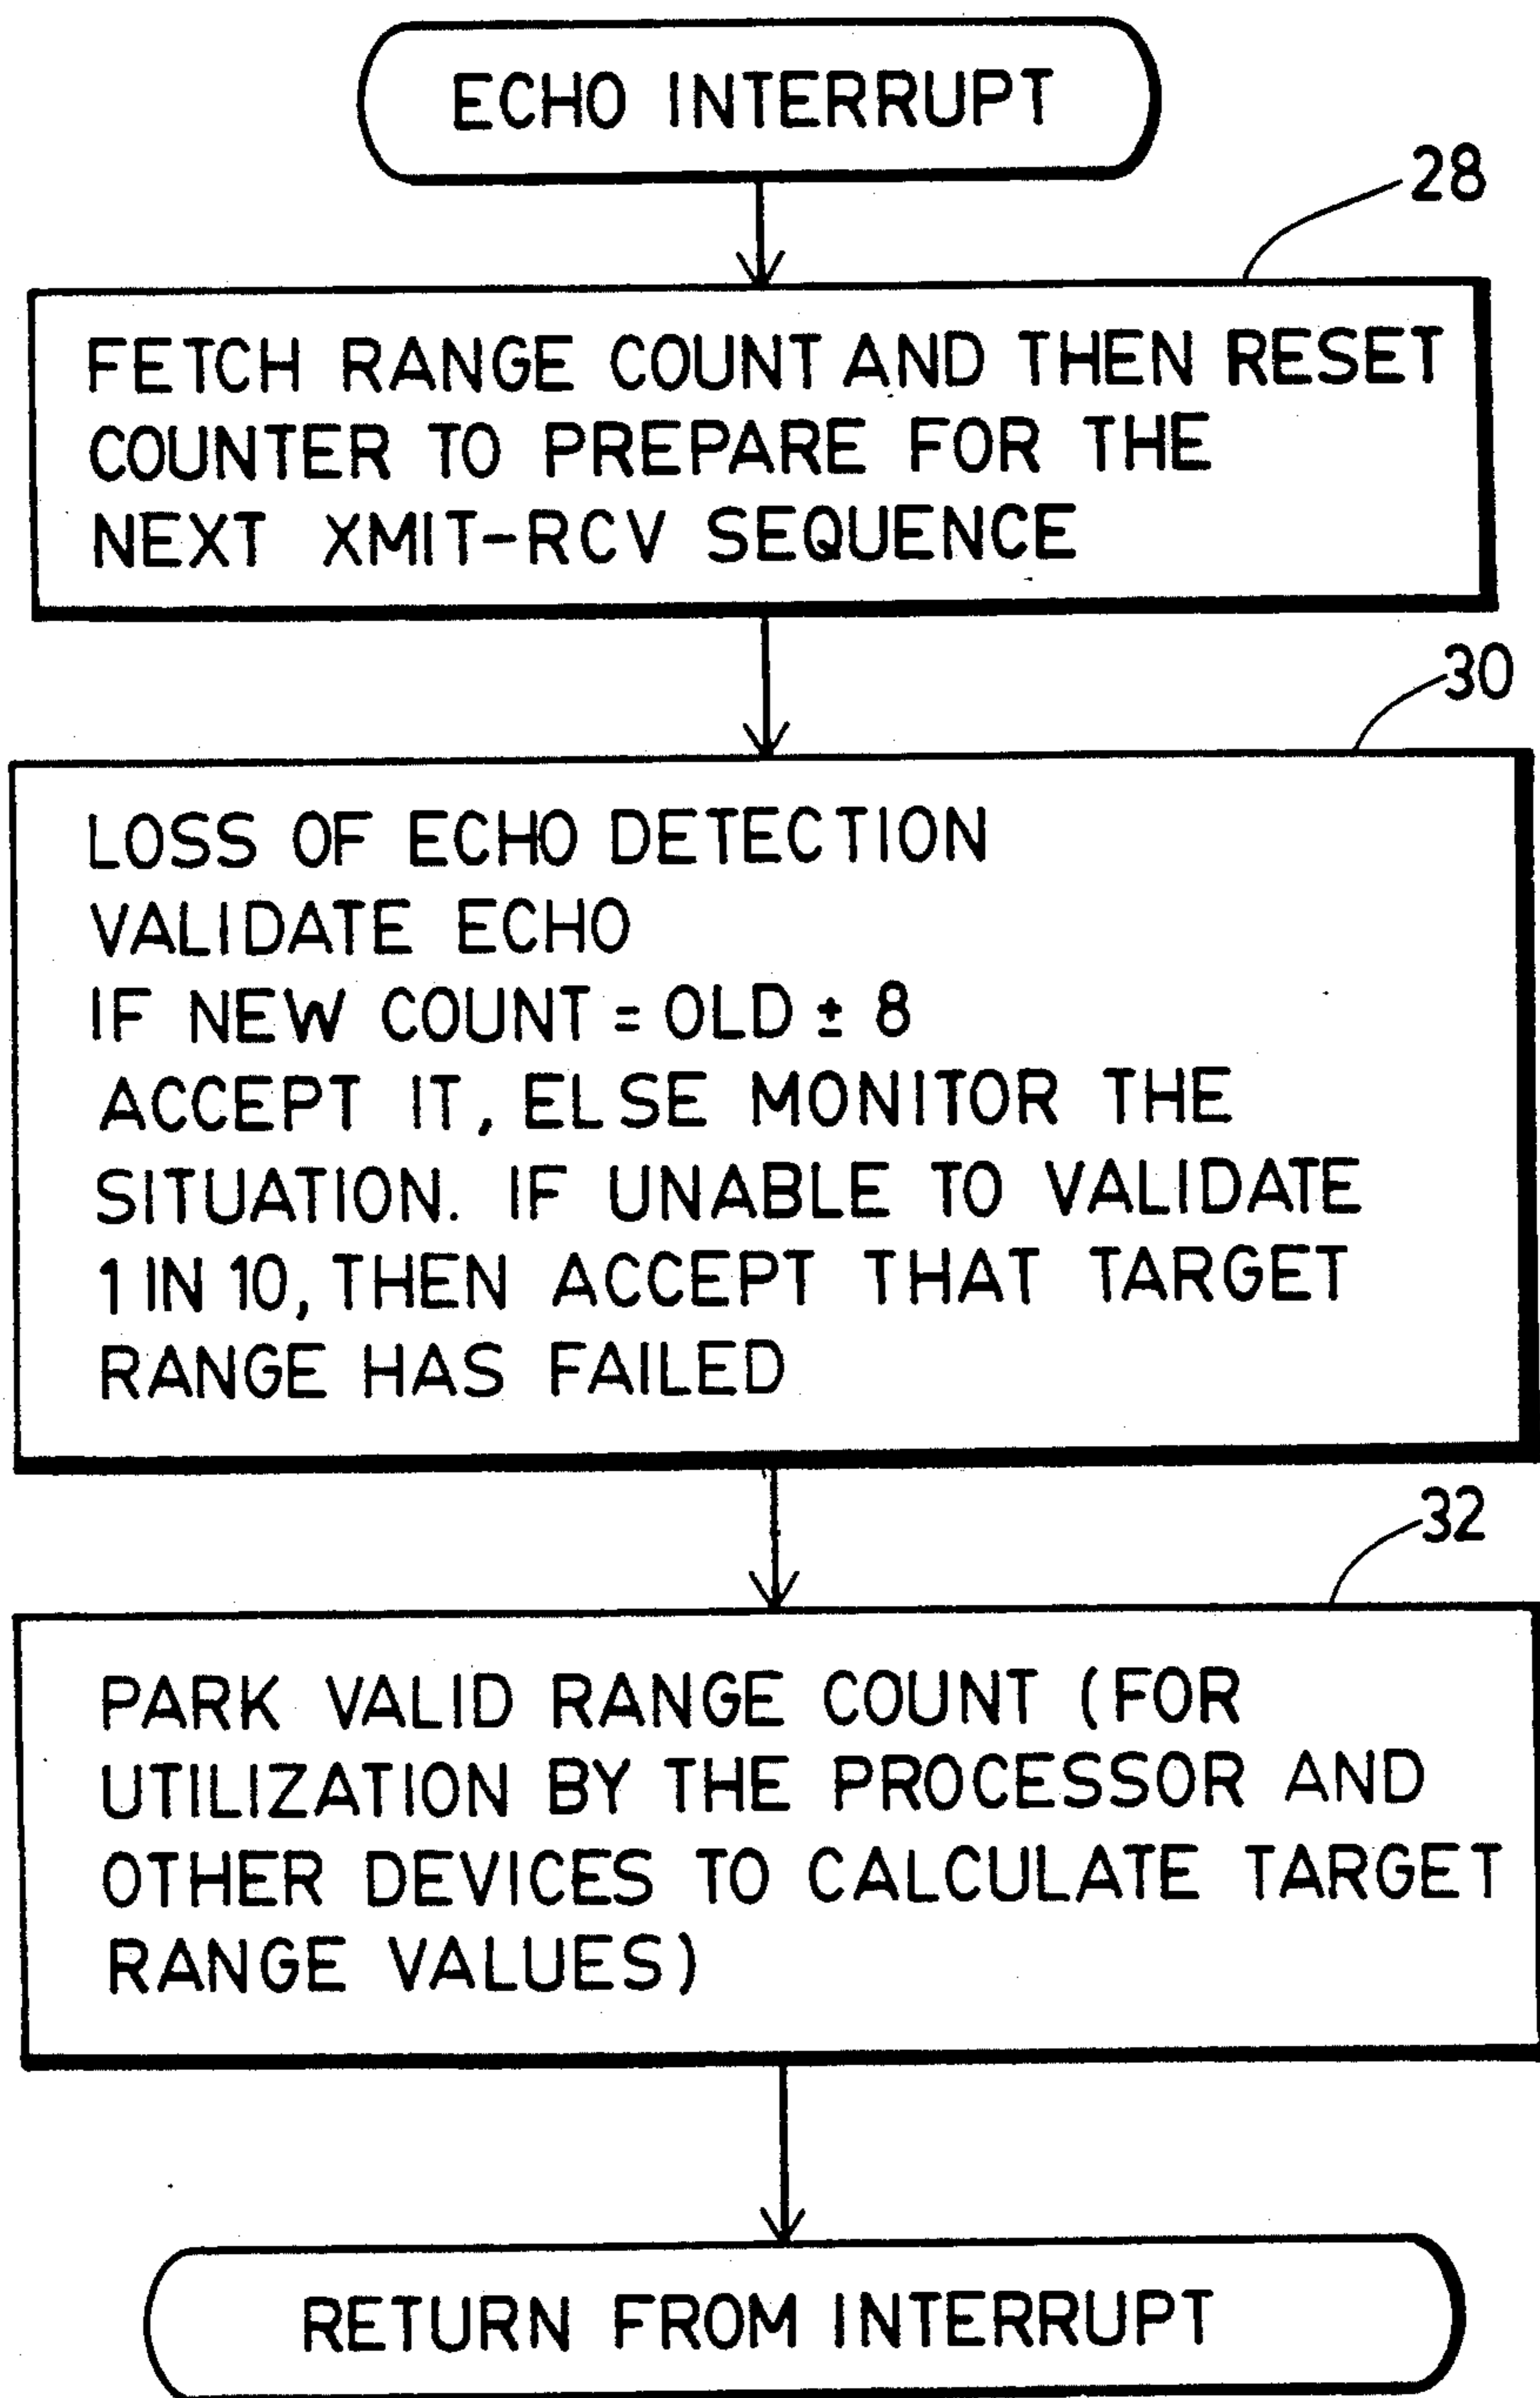 ECHO INTERRUPT
28
FETCH RANGE COUNT AND THEN RESET
COUNTER TO PREPARE FOR THE
NEXT XMIT-RCV SEQUENCE
30
LOSS OF ECHO DETECTION
VALIDATE ECHO
IF NEW COUNT = OLD ± 8
ACCEPT IT, ELSE MONITOR THE
SITUATION. IF UNABLE TO VALIDATE
1 IN 10, THEN ACCEPT THAT TARGET
RANGE HAS FAILED
32
PARK VALID RANGE COUNT (FOR
UTILIZATION BY THE PROCESSOR AND
OTHER DEVICES TO CALCULATE TARGET
RANGE VALUES)
RETURN FROM INTERRUPT